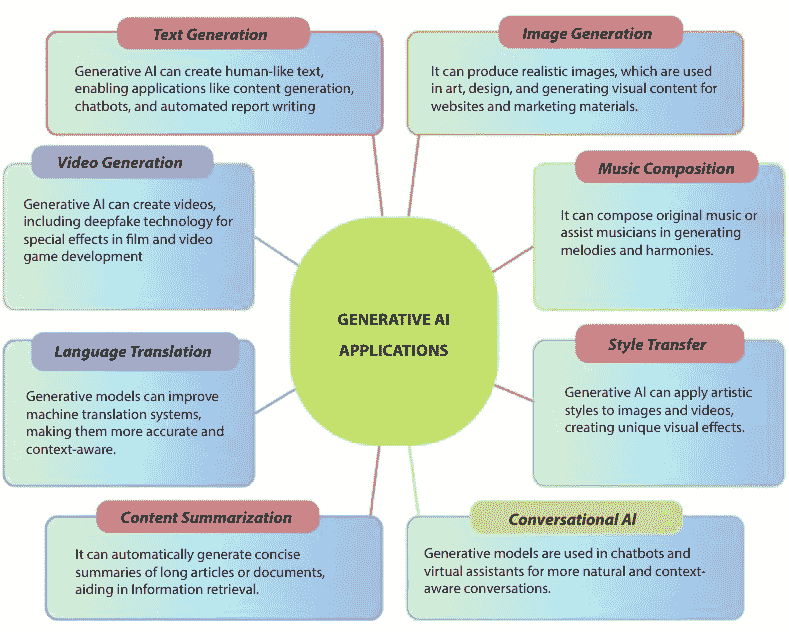 Text Generation
Generative AI can create human-like text,
enabling applications like content generation,
chatbots, and automated report writing
Image Generation
It can produce realistic images, which are used
in art, design, and generating visual content for
websites and marketing materials.
Video Generation
Generative AI can create videos,
including deepfake technology for
special effects in film and video
game development
Music Composition
It can compose original music or
assist musicians in generating
melodies and harmonies.
GENERATIVE AI
APPLICATIONS
Language Translation
Generative models can improve
machine translation systems,
making them more accurate and
context-aware.
Style Transfer
Generative AI can apply artistic
styles to images and videos,
creating unique visual effects.
Content Summarization
It can automatically generate concise
summaries of long articles or documents,
aiding in Information retrieval.
Conversational AI
Generative models are used in chatbots and
virtual assistants for more natural and context-
aware conversations.